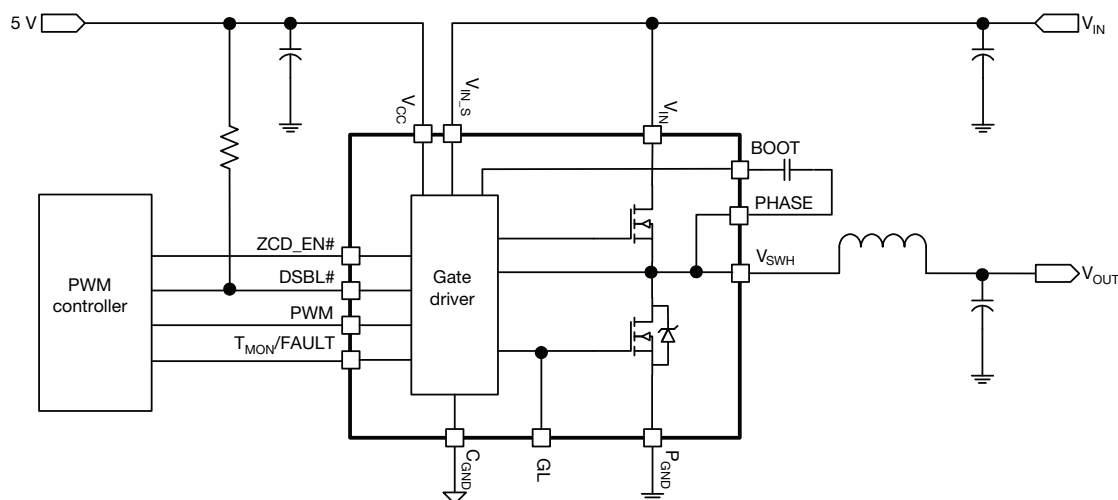 5 V
V_IN
V_CC
V_IN_S
V_IN
BOOT
PHASE
ZCD_EN#
DSBL#
PWM
T_MON/FAULT
PWM
controller
Gate
driver
V_SWH
V_OUT
C_GND
GL
P_GND